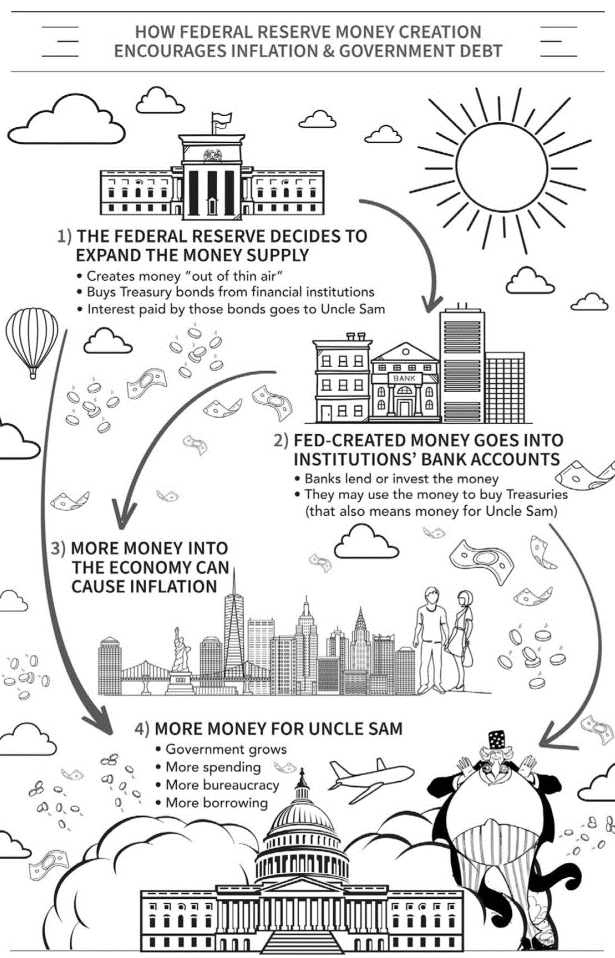 HOW FEDERAL RESERVE MONEY CREATION
ENCOURAGES INFLATION & GOVERNMENT DEBT
1) THE FEDERAL RESERVE DECIDES TO
EXPAND THE MONEY SUPPLY
• Creates money “out of thin air”
• Buys Treasury bonds from financial institutions
• Interest paid by those bonds goes to Uncle Sam
BANK
2) FED-CREATED MONEY GOES INTO
INSTITUTIONS’ BANK ACCOUNTS
• Banks lend or invest the money
• They may use the money to buy Treasuries
(that also means money for Uncle Sam)
3) MORE MONEY INTO
THE ECONOMY CAN
CAUSE INFLATION
4) MORE MONEY FOR UNCLE SAM
• Government grows
• More spending
• More bureaucracy
• More borrowing